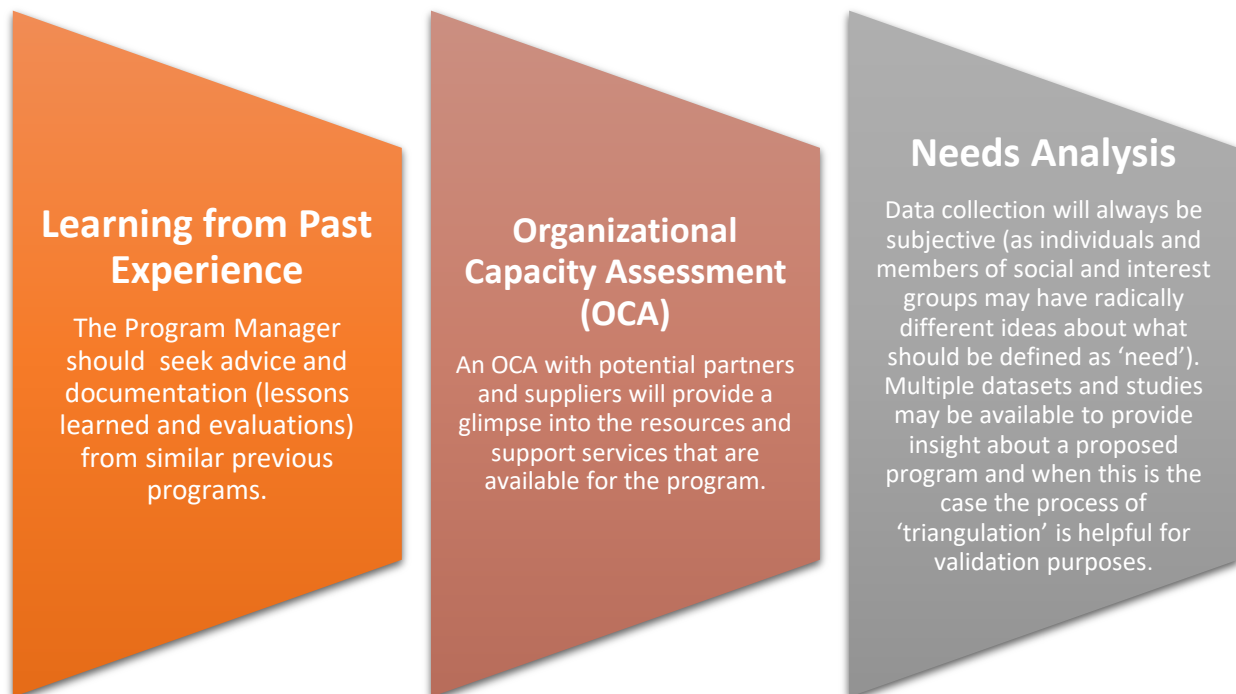 Learning from Past
Experience
The Program Manager
should  seek advice and
documentation (lessons
learned and evaluations)
from similar previous
programs.
Organizational
Capacity Assessment
(OCA)
An OCA with potential partners
and suppliers will provide a
glimpse into the resources and
support services that are
available for the program.
Needs Analysis
Data collection will always be
subjective (as individuals and
members of social and interest
groups may have radically
different ideas about what
should be defined as ‘need’).
Multiple datasets and studies
may be available to provide
insight about a proposed
program and when this is the
case the process of
‘triangulation’ is helpful for
validation purposes.